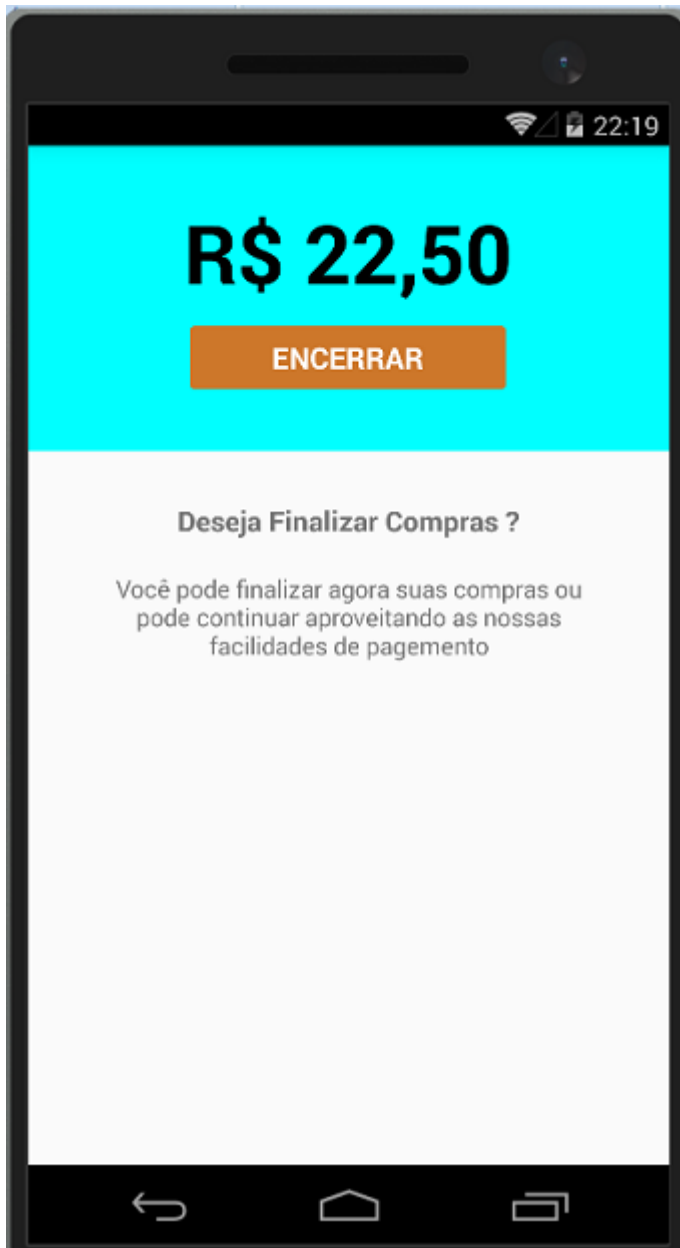 22:19
R$ 22,50
ENCERRAR
Deseja Finalizar Compras ?
Você pode finalizar agora suas compras ou
pode continuar aproveitando as nossas
facilidades de pagemento